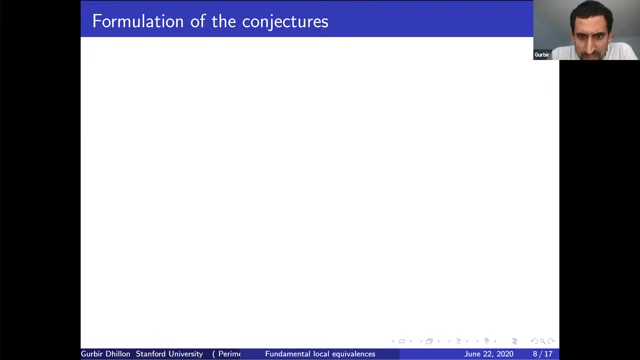 Formulation of the conjectures
Gurbir
Gurbir Dhillon Stanford University ( Perime
Fundamental local equivalences
June 22, 2020
8 / 17